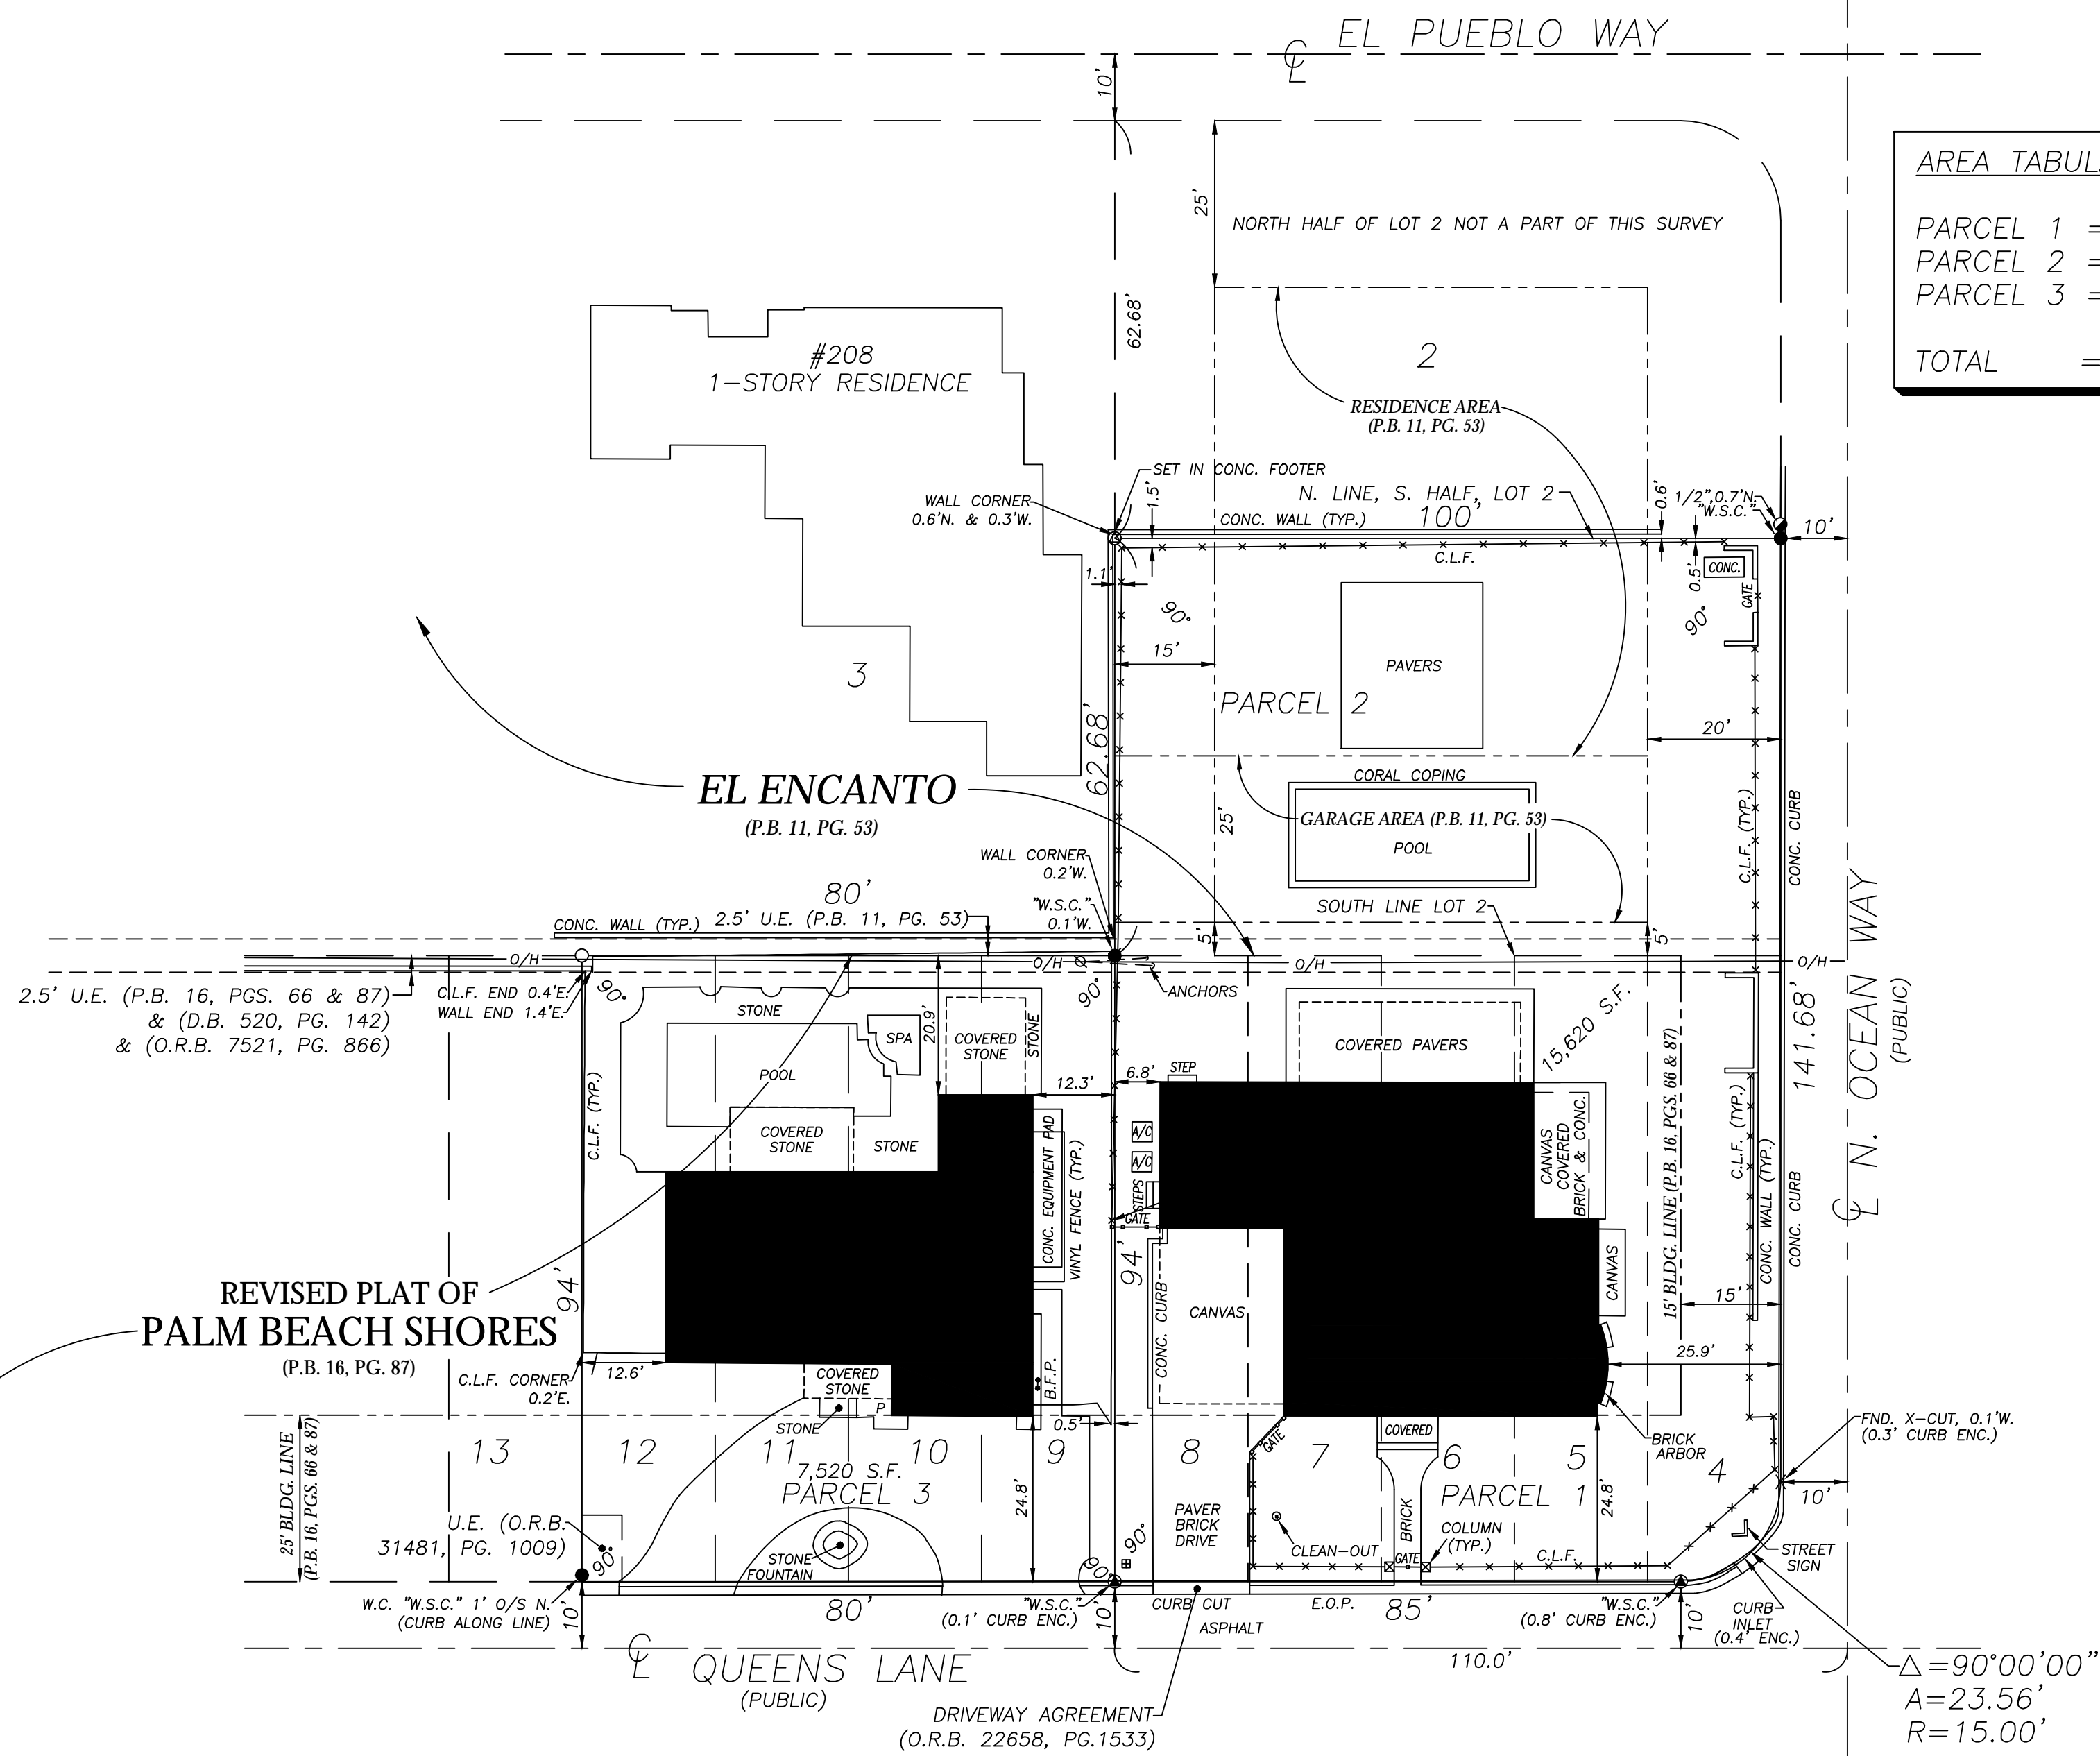 EL PUEBLO WAY
℄
10'
25'
NORTH HALF OF LOT 2 NOT A PART OF THIS SURVEY
AREA TABUL
PARCEL 1 =
PARCEL 2 =
PARCEL 3 =
TOTAL =
62.68'
#208
1-STORY RESIDENCE
2
RESIDENCE AREA
(P.B. 11, PG. 53)
SET IN CONC. FOOTER
WALL CORNER
0.6'N. & 0.3'W.
1.5'
N. LINE, S. HALF, LOT 2
CONC. WALL (TYP.)
100'
0.6'
1/2",0.7'N.
"W.S.C."
10'
C.L.F.
CONC.
0.5'
GATE
1.1'
90°
90°
15'
PAVERS
3
PARCEL 2
62.68'
20'
EL ENCANTO
(P.B. 11, PG. 53)
CORAL COPING
25'
GARAGE AREA (P.B. 11, PG. 53)
POOL
C.L.F. (TYP.)
CONC. CURB
WALL CORNER
0.2'W.
80'
CONC. WALL (TYP.)
2.5' U.E. (P.B. 11, PG. 53)
"W.S.C."
0.1'W.
SOUTH LINE LOT 2
5'
5'
O/H
O/H
O/H
O/H
2.5' U.E. (P.B. 16, PGS. 66 & 87)
& (D.B. 520, PG. 142)
& (O.R.B. 7521, PG. 866)
C.L.F. END 0.4'E.
WALL END 1.4'E.
90°
90°
ANCHORS
STONE
SPA
POOL
20.9'
COVERED
STONE
STONE
COVERED PAVERS
15,620 S.F.
141.68'
℄ N. OCEAN WAY
(PUBLIC)
12.3'
6.8'
STEP
C.L.F. (TYP.)
COVERED
STONE
STONE
A/C
A/C
STEPS
GATE
CONC. EQUIPMENT PAD
VINYL FENCE (TYP.)
CANVAS
COVERED
BRICK & CONC.
15' BLDG. LINE (P.B. 16, PGS. 66 & 87)
C.L.F. (TYP.)
CONC. WALL (TYP.)
CONC. CURB
94'
94'
CONC. CURB
CANVAS
CANVAS
15'
REVISED PLAT OF
PALM BEACH SHORES
(P.B. 16, PG. 87)
C.L.F. CORNER
0.2'E.
12.6'
COVERED
STONE
P
STONE
B.F.P.
0.5'
25.9'
GATE
COVERED
BRICK
ARBOR
FND. X-CUT, 0.1'W.
(0.3' CURB ENC.)
25' BLDG. LINE
(P.B. 16, PGS. 66 & 87)
13
12
11
10
9
8
7
6
5
4
7,520 S.F.
PARCEL 3
24.8'
PARCEL 1
24.8'
10'
U.E. (O.R.B.
31481, PG. 1009)
90°
STONE
FOUNTAIN
90°
90°
PAVER
BRICK
DRIVE
CLEAN-OUT
BRICK
COLUMN
(TYP.)
GATE
C.L.F.
STREET
SIGN
W.C. "W.S.C." 1' O/S N.
(CURB ALONG LINE)
10'
80'
"W.S.C."
(0.1' CURB ENC.)
10'
CURB CUT
ASPHALT
E.O.P.
85'
"W.S.C."
(0.8' CURB ENC.)
10'
CURB
INLET
(0.4' ENC.)
℄ QUEENS LANE
(PUBLIC)
110.0'
DRIVEWAY AGREEMENT
(O.R.B. 22658, PG.1533)
△=90°00'00"
A=23.56'
R=15.00'